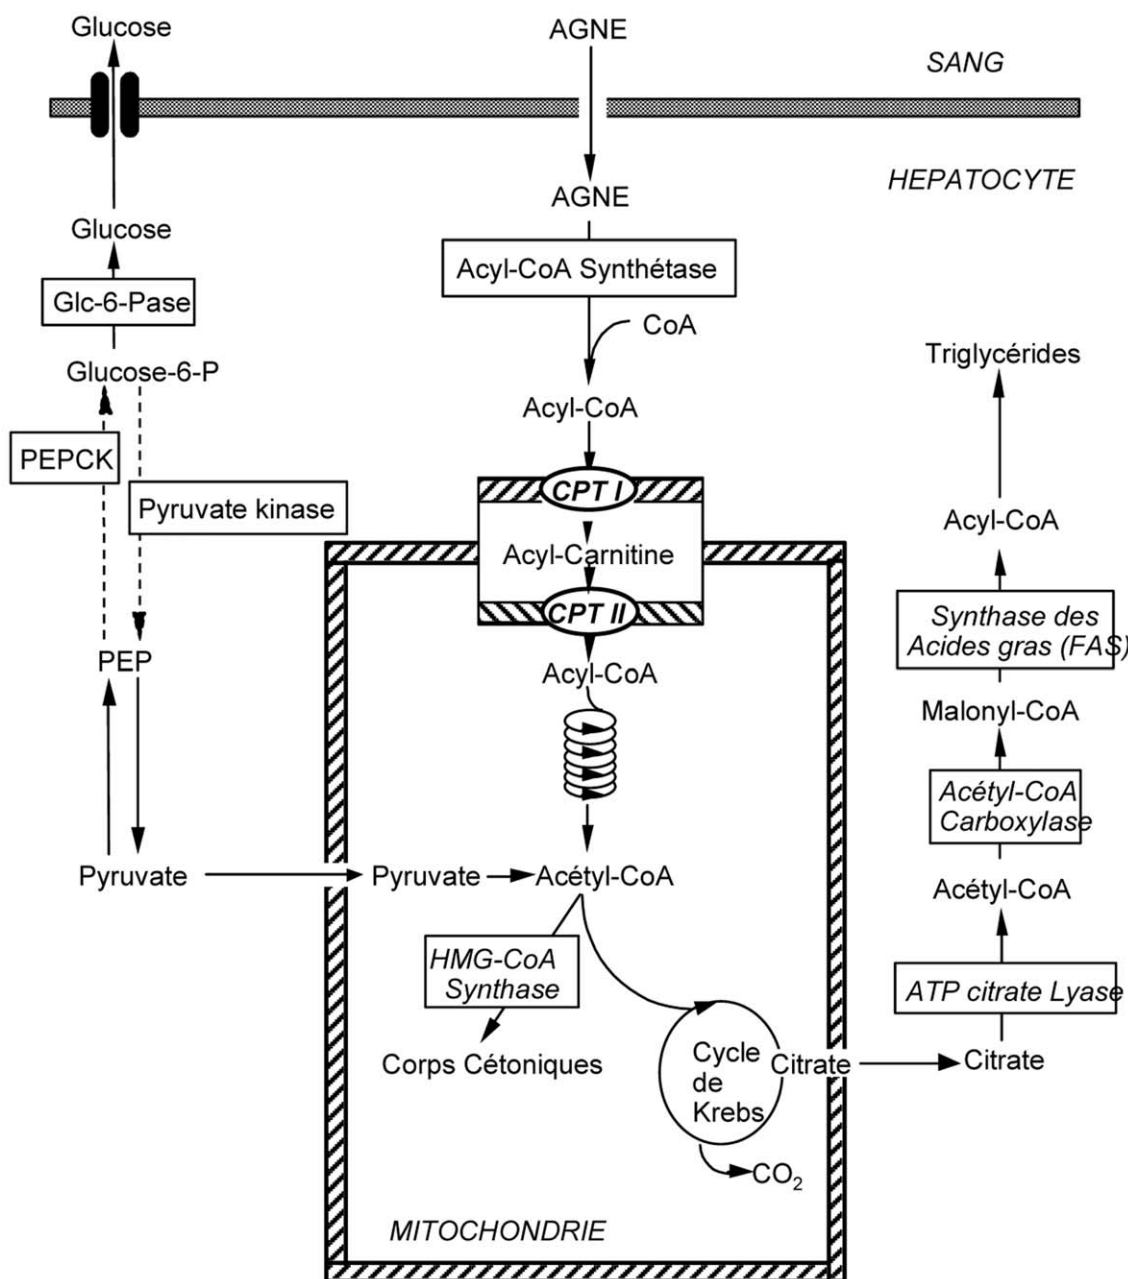 Glucose
AGNE
SANG
HEPATOCYTE
AGNE
Glucose
Acyl-CoA Synthétase
Glc-6-Pase
CoA
Triglycérides
Glucose-6-P
Acyl-CoA
PEPCK
CPT I
Pyruvate kinase
Acyl-CoA
Acyl-Carnitine
CPT II
Synthase des
Acides gras (FAS)
PEP
Acyl-CoA
Malonyl-CoA
Acétyl-CoA
Carboxylase
Pyruvate
Pyruvate
Acétyl-CoA
Acétyl-CoA
HMG-CoA
Synthase
ATP citrate Lyase
Corps Cétoniques
Cycle
de
Krebs
Citrate
Citrate
CO2
MITOCHONDRIE